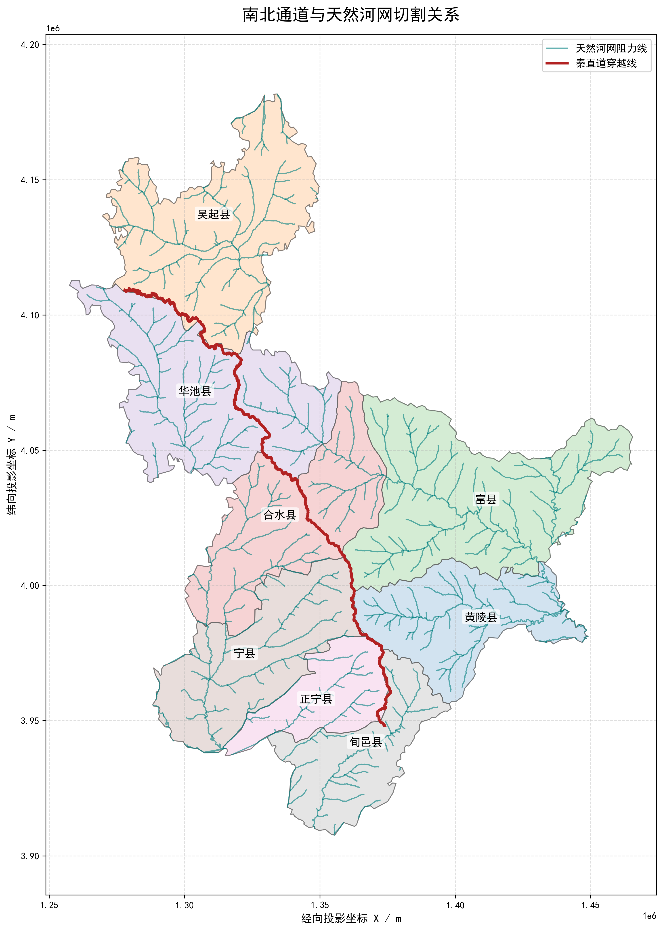 南北通道与天然河网切割关系
1e6
天然河网阻力线
秦直道穿越线
4.20
4.15
4.10
4.05
4.00
3.95
3.90
纬向投影坐标 Y / m
吴起县
华池县
富县
合水县
黄陵县
宁县
正宁县
旬邑县
1.25
1.30
1.35
1.40
1.45
1e6
经向投影坐标 X / m